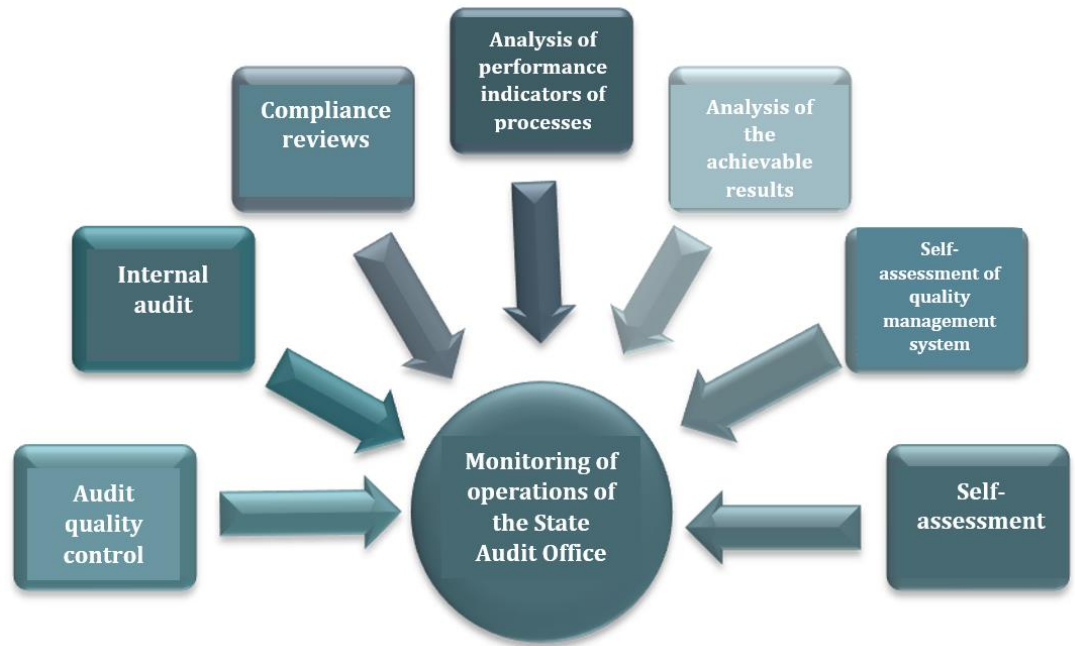 Analysis of
performance
indicators of
processes
Compliance
reviews
Analysis of
the
achievable
results
Internal
audit
Self-
assessment of
quality
management
system
Audit
quality
control
Monitoring of
operations of
the State
Audit Office
Self-
assessment